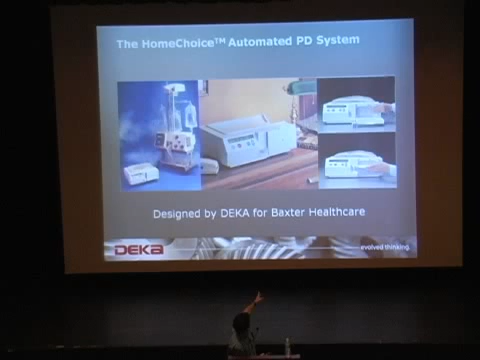 The HomeChoice™ Automated PD System
Designed by DEKA for Baxter Healthcare
DEKA
evolved thinking.